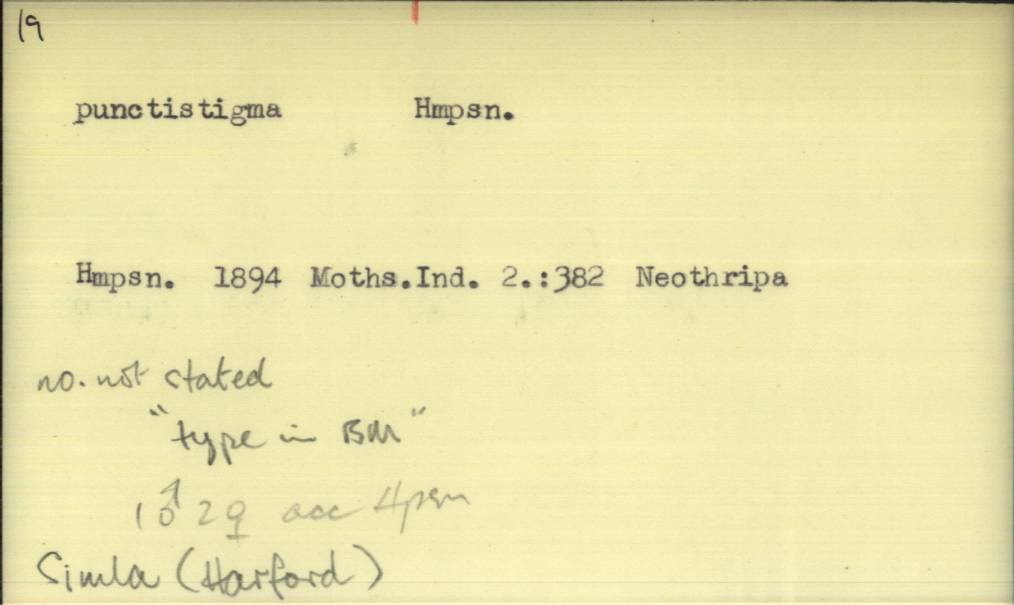 19
punctistigma Hmpsn.
Hmpsn. 1894 Moths.Ind. 2.:382 Neothripa
no. not stated
"type in BM"
1♂ 2♀ acc Hpsn
Simla (Harford)